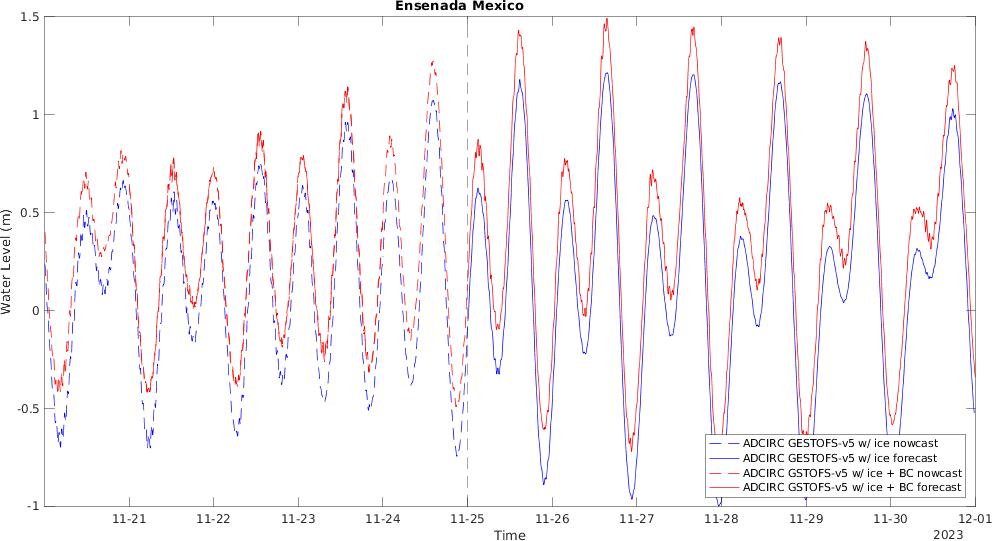 Ensenada Mexico
Water Level (m)
1.5
1
0.5
0
-0.5
-1
ADCIRC GESTOFS-v5 w/ ice nowcast
ADCIRC GESTOFS-v5 w/ ice forecast
ADCIRC GSTOFS-v5 w/ ice + BC nowcast
ADCIRC GSTOFS-v5 w/ ice + BC forecast
11-21 11-22 11-23 11-24 11-25 11-26 11-27 11-28 11-29 11-30 12-01
Time
2023